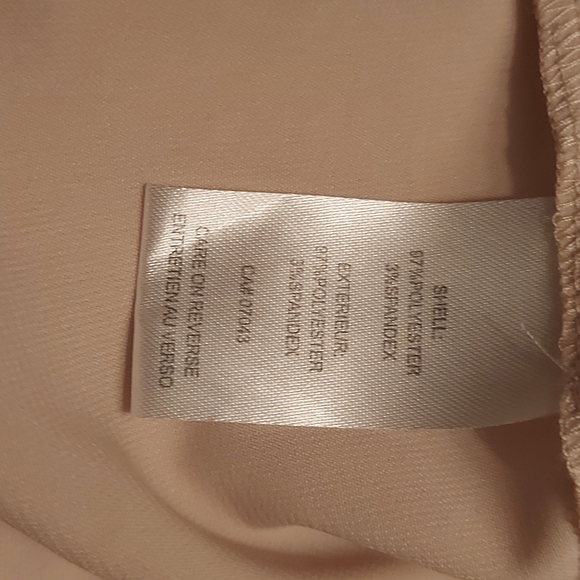 SHELL:
97%POLYESTER
3%SPANDEX
EXTERIEUR:
97%POLYESTER
3%SPANDEX
CA# 07043
CARE ON REVERSE
ENTRETIEN AU VERSO